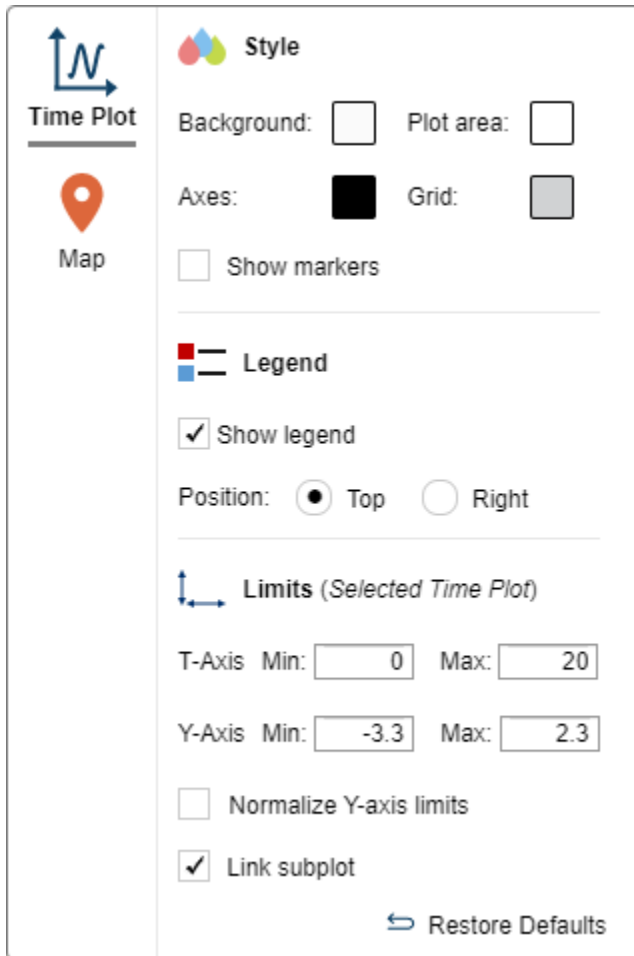 Time Plot
Map
Style
Background: Plot area:
Axes: Grid:
Show markers
Legend
Show legend
Position: Top Right
Limits (Selected Time Plot)
T-Axis Min: 0 Max: 20
Y-Axis Min: -3.3 Max: 2.3
Normalize Y-axis limits
Link subplot
Restore Defaults